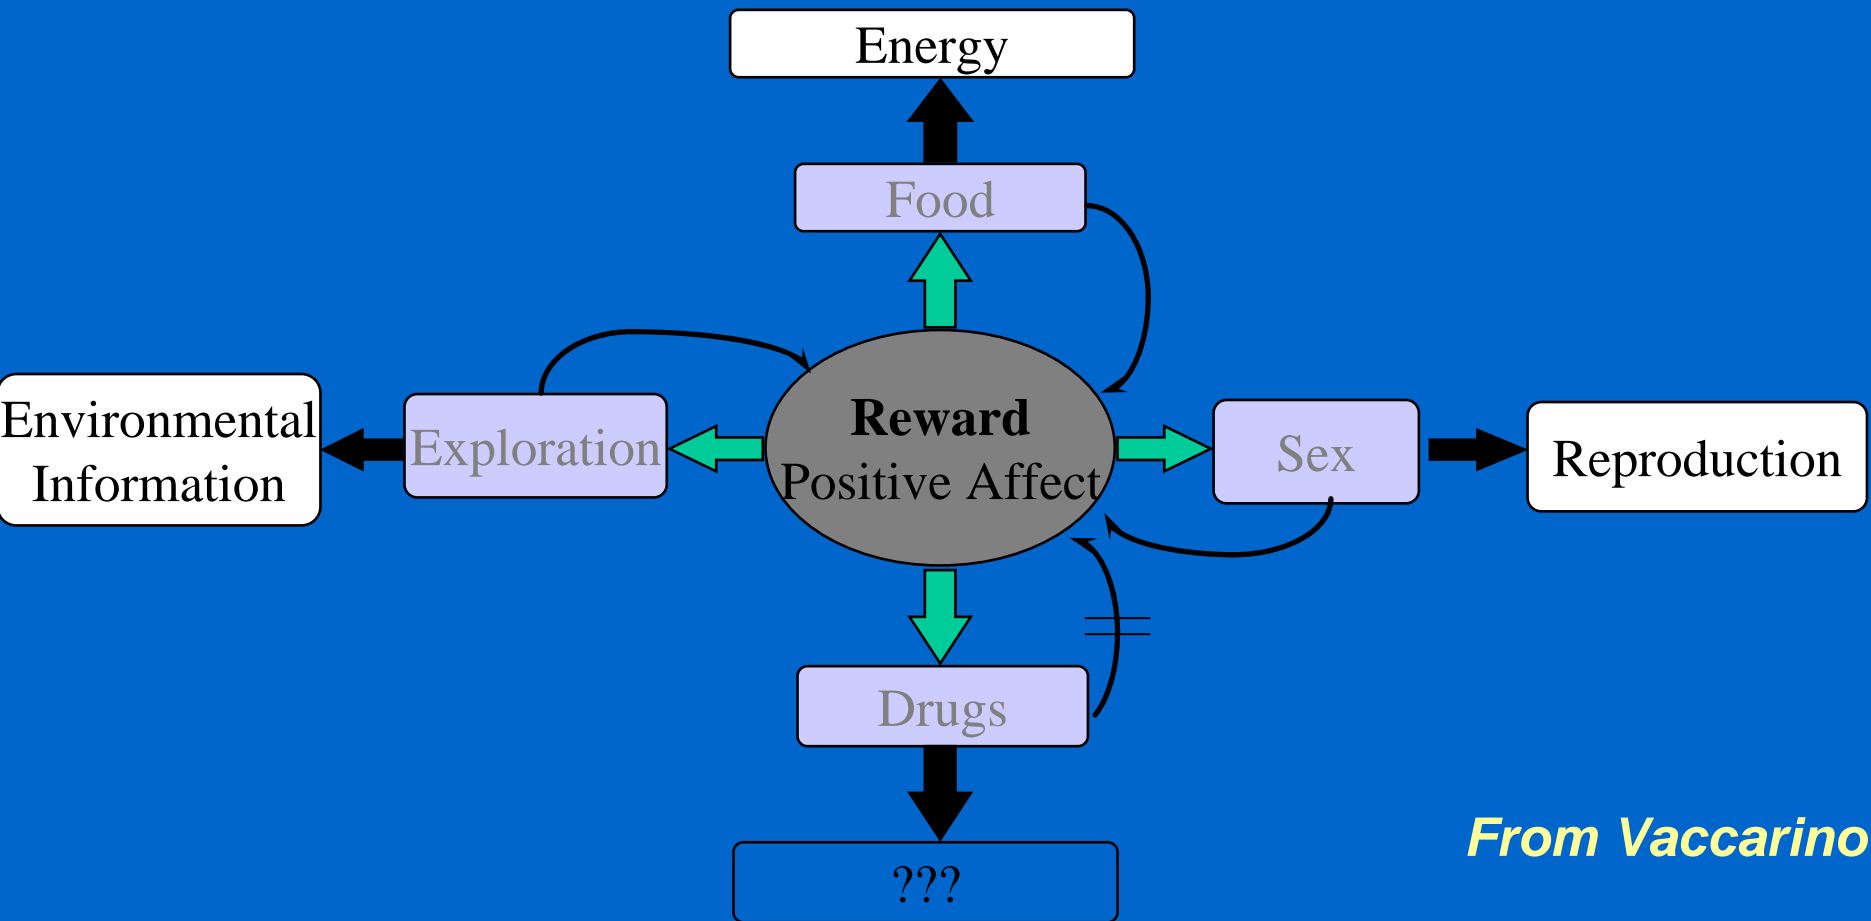 Energy
Food
Environmental
Information
Exploration
Reward
Positive Affect
Sex
Reproduction
Drugs
From Vaccarino
???